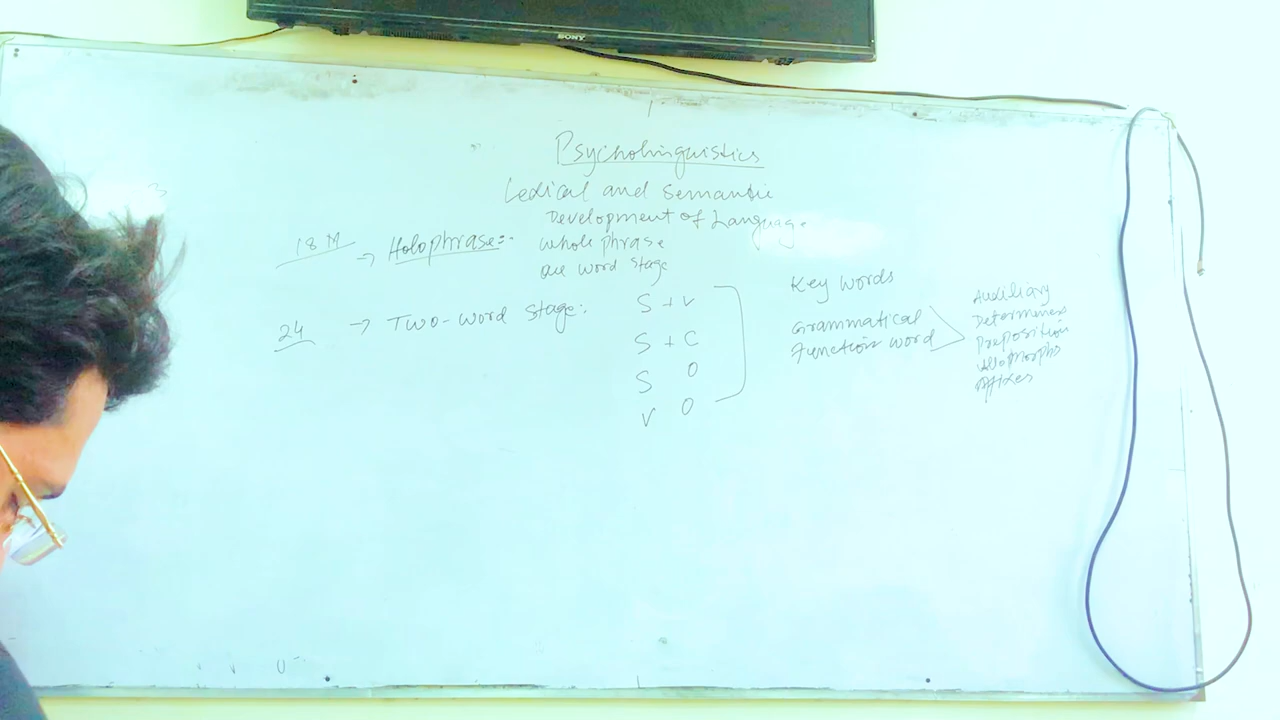 SONY
Psycholinguistics
Lexical and Semantic
Development of Language
18 M → Holophrase:- whole phrase
one word stage
24 → Two-word stage:
S + V
S + C
S O
V O
Key words
Grammatical
Function word
Auxiliary
Determiners
Preposition
Allomorphs
Affixes